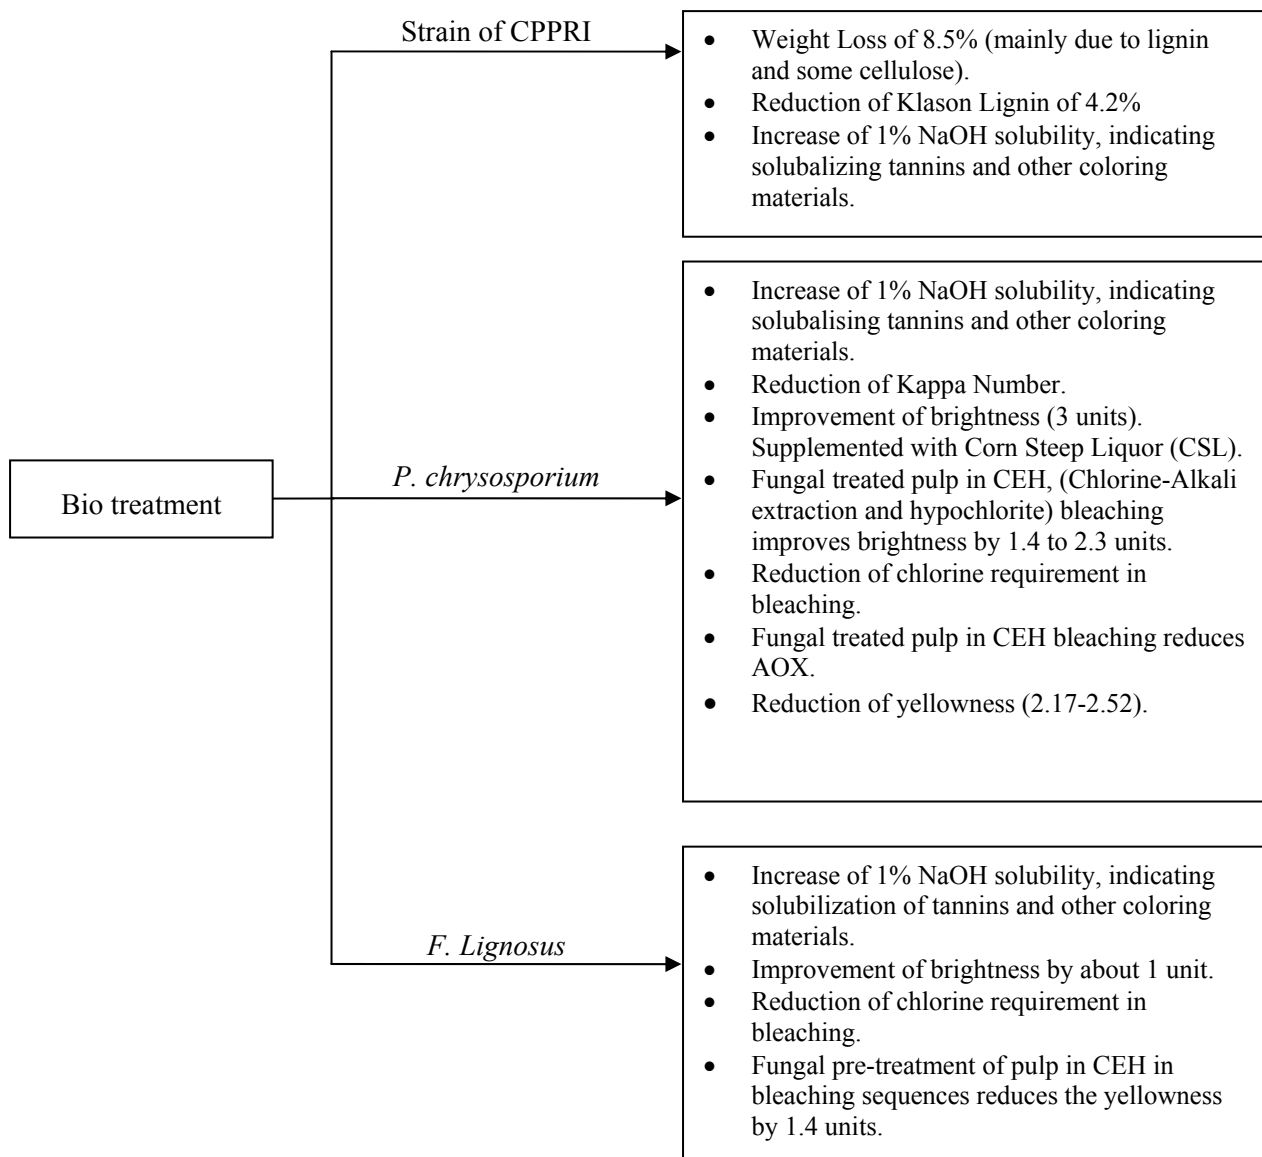 Strain of CPPRI
• Weight Loss of 8.5% (mainly due to lignin
and some cellulose).
• Reduction of Klason Lignin of 4.2%
• Increase of 1% NaOH solubility, indicating
solubalizing tannins and other coloring
materials.
Bio treatment
P. chrysosporium
• Increase of 1% NaOH solubility, indicating
solubalising tannins and other coloring
materials.
• Reduction of Kappa Number.
• Improvement of brightness (3 units).
Supplemented with Corn Steep Liquor (CSL).
• Fungal treated pulp in CEH, (Chlorine-Alkali
extraction and hypochlorite) bleaching
improves brightness by 1.4 to 2.3 units.
• Reduction of chlorine requirement in
bleaching.
• Fungal treated pulp in CEH bleaching reduces
AOX.
• Reduction of yellowness (2.17-2.52).
F. Lignosus
• Increase of 1% NaOH solubility, indicating
solubilization of tannins and other coloring
materials.
• Improvement of brightness by about 1 unit.
• Reduction of chlorine requirement in
bleaching.
• Fungal pre-treatment of pulp in CEH in
bleaching sequences reduces the yellowness
by 1.4 units.